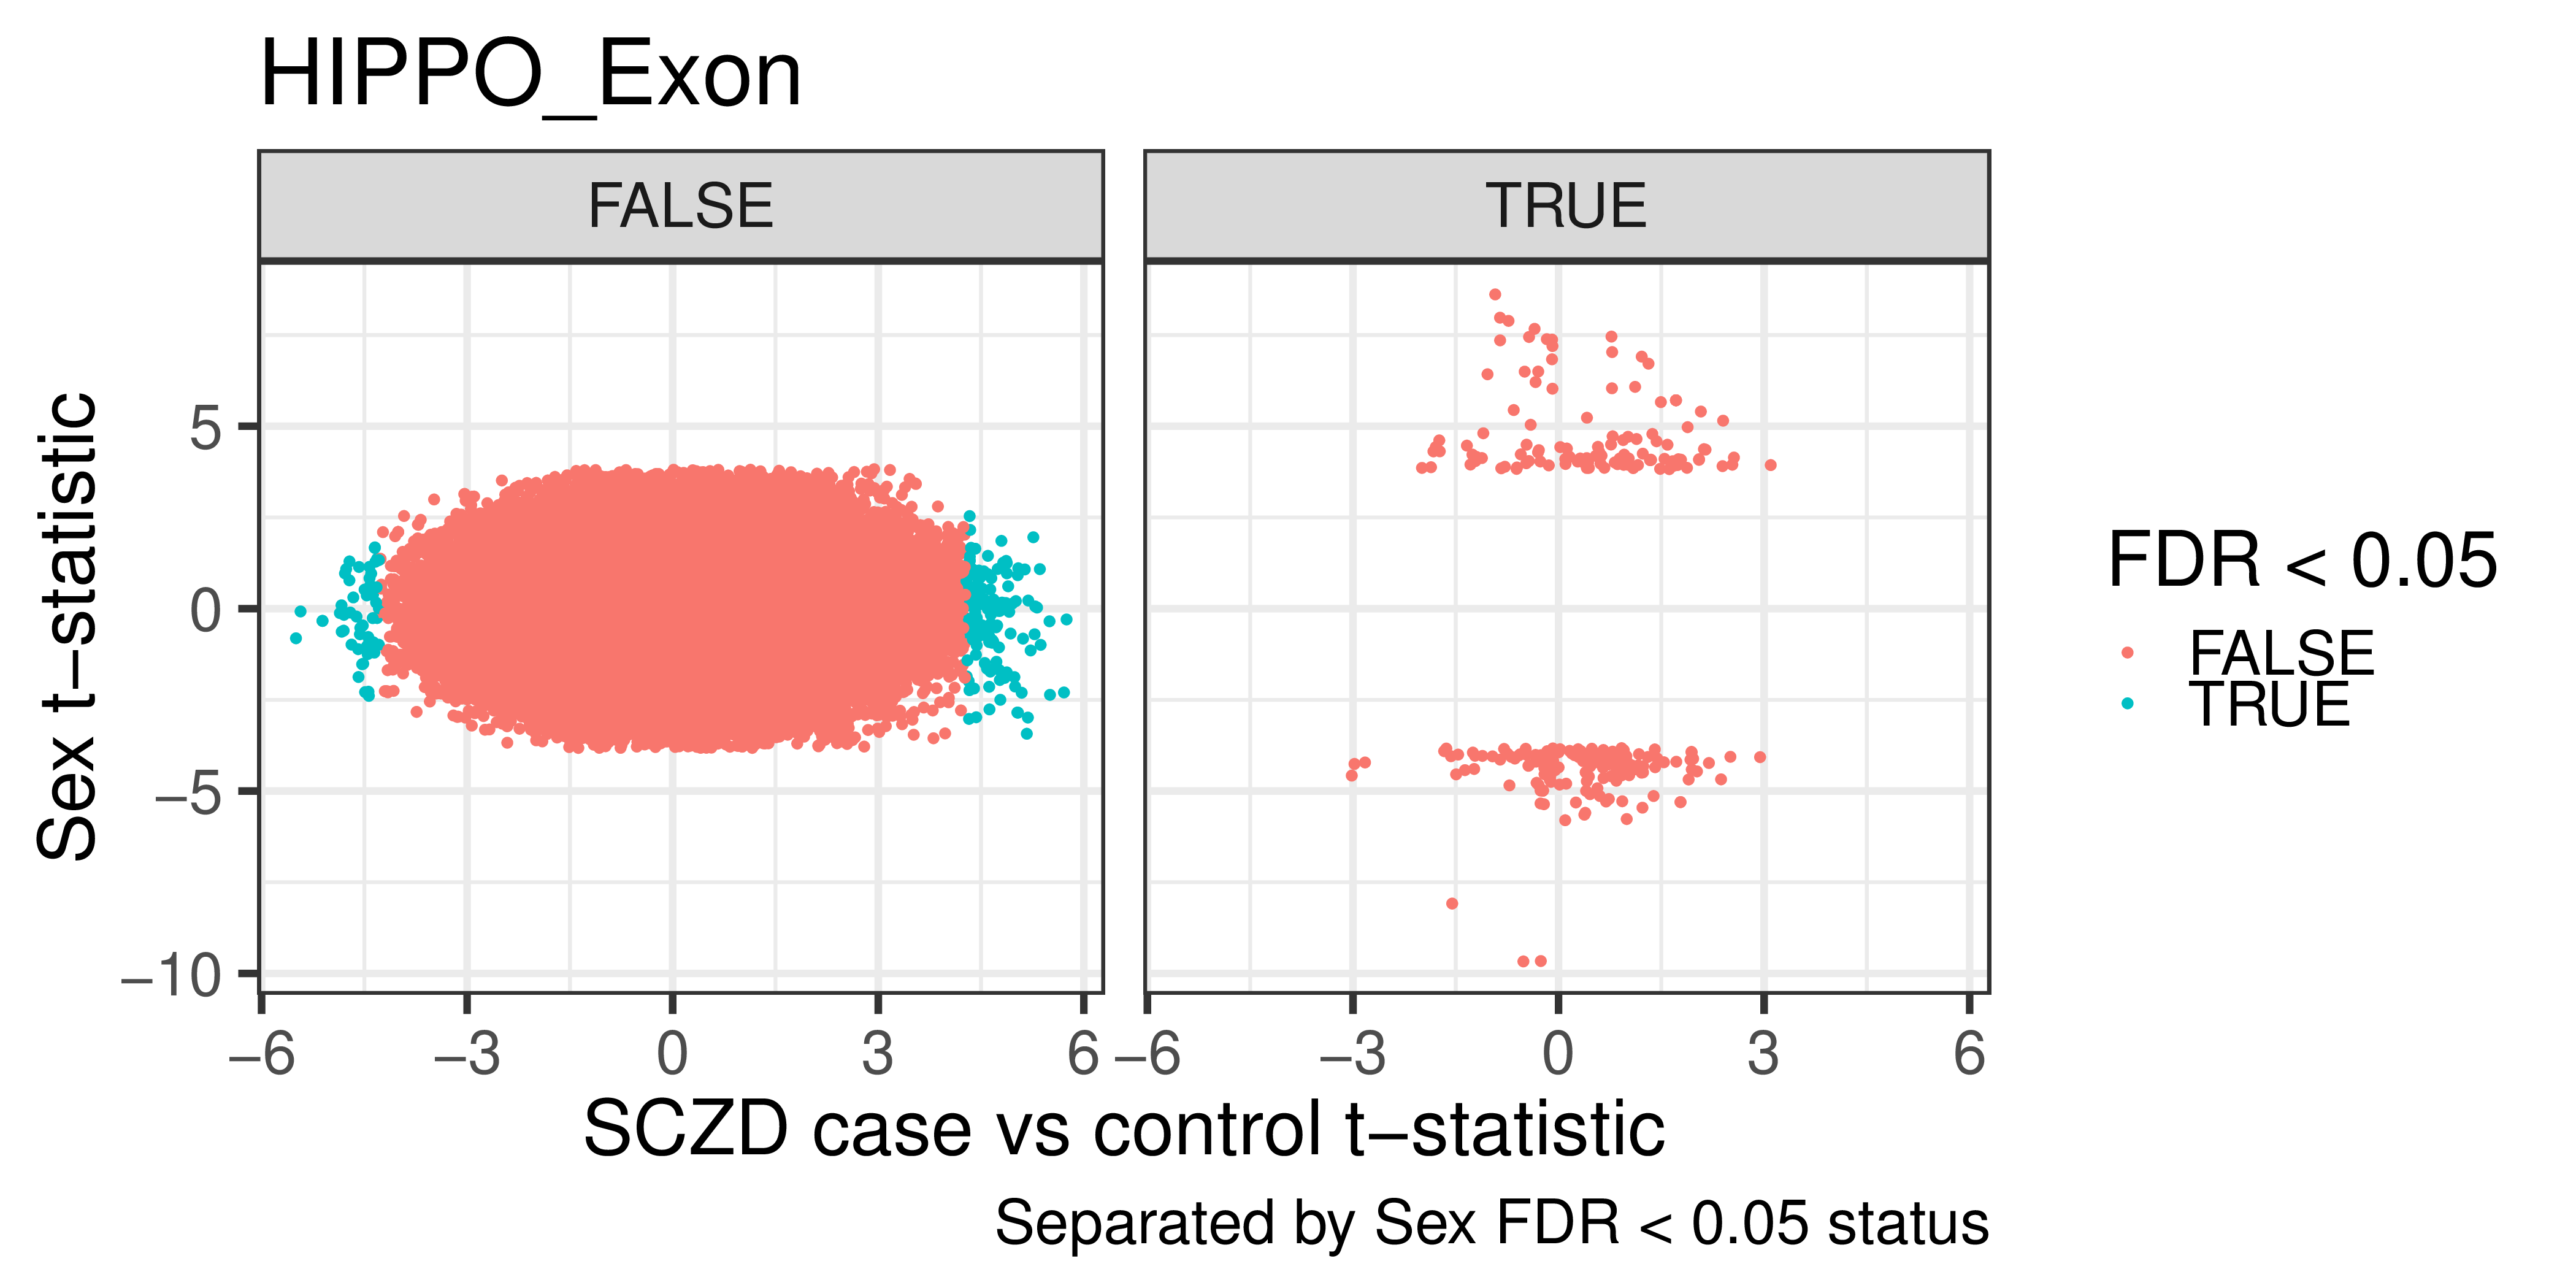 HIPPO_Exon
FALSE TRUE
Sex t−statistic
5
0
−5
−10
−6 −3 0 3 6 −6 −3 0 3 6
SCZD case vs control t−statistic
Separated by Sex FDR < 0.05 status
FDR < 0.05
FALSE
TRUE